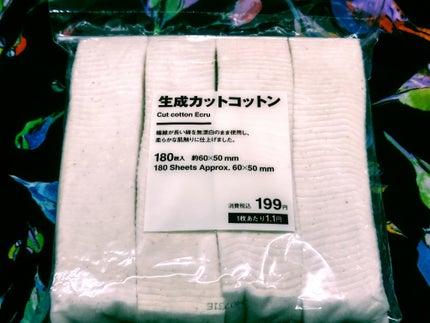 生成カットコットン
Cut cotton Ecru
繊維が長い綿を無漂白のまま使用し、
柔らかな肌触りに仕上げました。
180枚入 約60×50 mm
180 Sheets Approx. 60×50 mm
消費税込 199円
1枚あたり1.1円